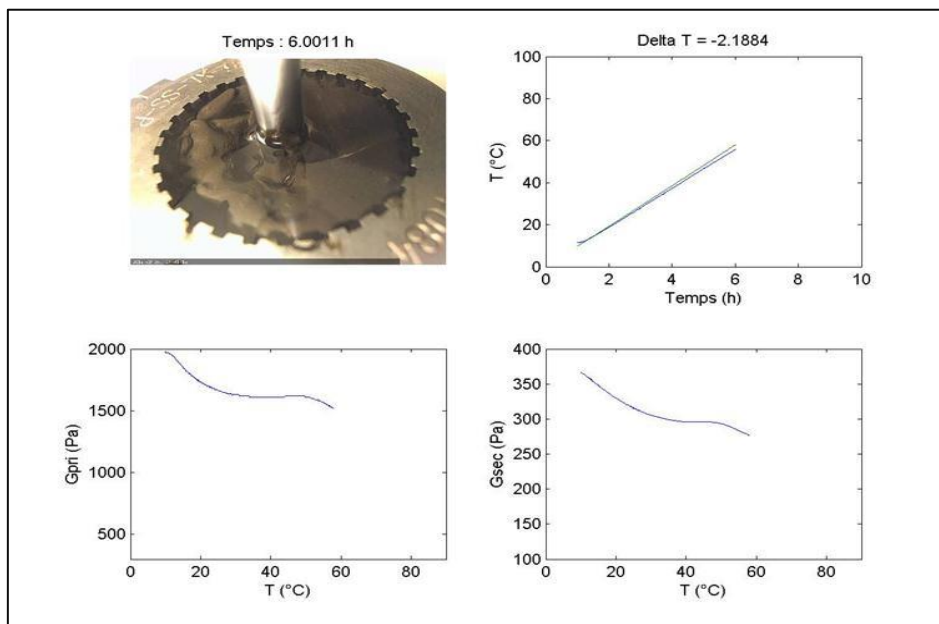 Temps : 6.0011 h
Delta T = -2.1884
100
80
60
40
20
0
T (°C)
0 2 4 6 8 10
Temps (h)
2000
1500
1000
500
Gpri (Pa)
0 20 40 60 80
T (°C)
400
350
300
250
200
150
100
Gsec (Pa)
0 20 40 60 80
T (°C)